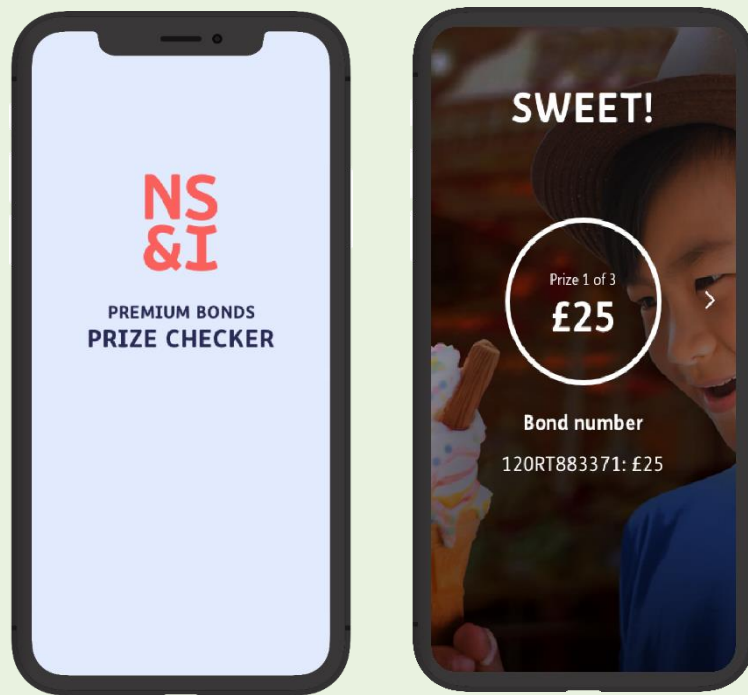 NS
&I
PREMIUM BONDS
PRIZE CHECKER
SWEET!
Prize 1 of 3
£25
Bond number
120RT883371: £25